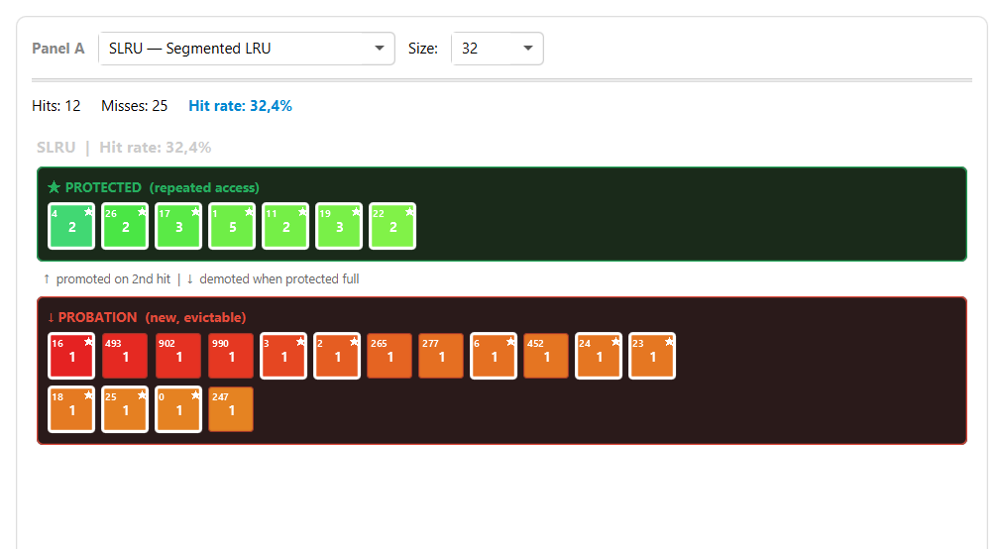 Panel A SLRU — Segmented LRU Size: 32
Hits: 12 Misses: 25 Hit rate: 32,4%
SLRU | Hit rate: 32,4%
★ PROTECTED (repeated access)
4 ★ 26 ★ 17 ★ 1 ★ 11 ★ 19 ★ 22 ★
2 2 3 5 2 3 2
↑ promoted on 2nd hit | ↓ demoted when protected full
↓ PROBATION (new, evictable)
16 ★ 493 902 990 3 ★ 2 ★ 265 277 6 ★ 452 24 ★ 23 ★
1 1 1 1 1 1 1 1 1 1 1 1
18 ★ 25 ★ 0 ★ 247
1 1 1 1